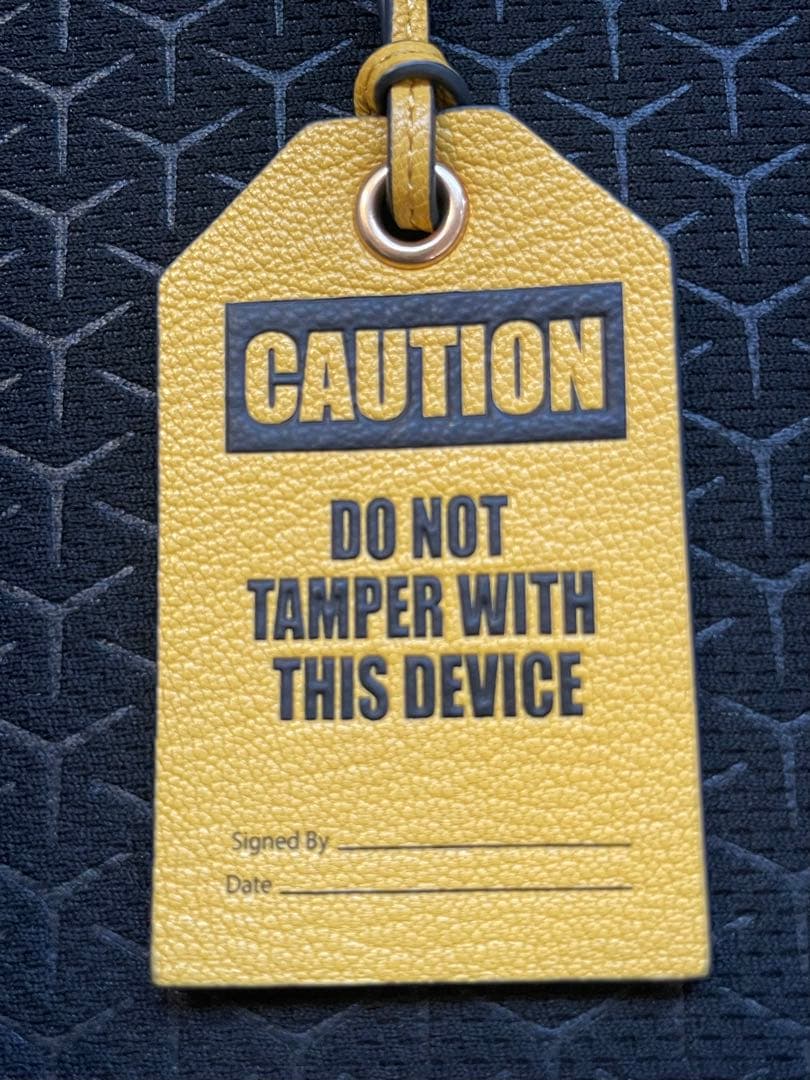 CAUTION
DO NOT
TAMPER WITH
THIS DEVICE
Signed By
Date